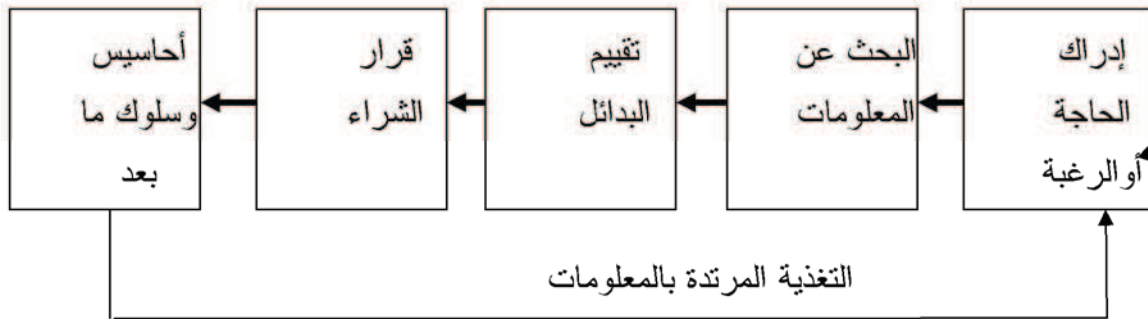 إدراك
الحاجة
أوالرغبة
البحث عن
المعلومات
تقييم
البدائل
قرار
الشراء
أحاسيس
وسلوك ما
بعد
التغذية المرتدة بالمعلومات